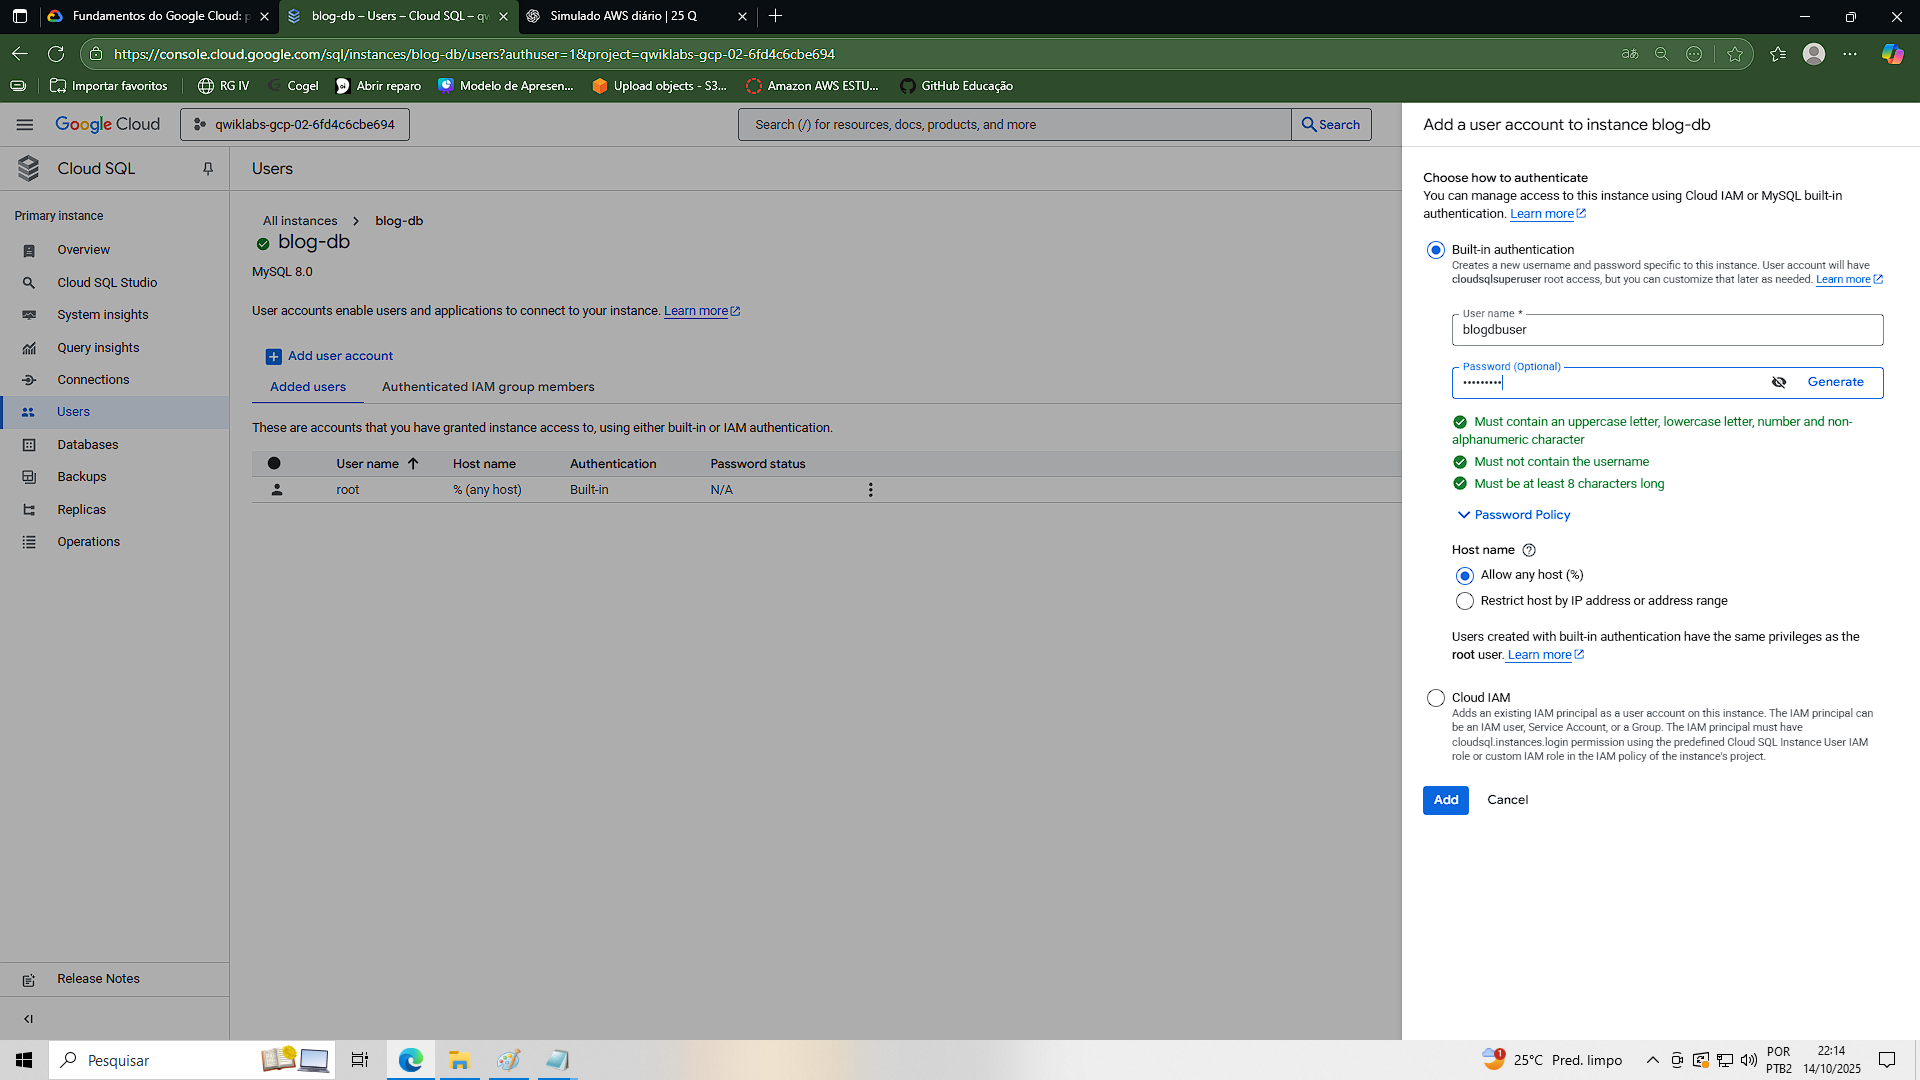 Fundamentos do Google Cloud: p
blog-db – Users – Cloud SQL – qw
Simulado AWS diário | 25 Q
https://console.cloud.google.com/sql/instances/blog-db/users?authuser=1&project=qwiklabs-gcp-02-6fd4c6cbe694
Importar favoritos
RG IV
Cogel
Abrir reparo
Modelo de Apresen...
Upload objects - S3...
Amazon AWS ESTU...
GitHub Educação
Google Cloud
qwiklabs-gcp-02-6fd4c6cbe694
Search (/) for resources, docs, products, and more
Search
Cloud SQL
Primary instance
Overview
Cloud SQL Studio
System insights
Query insights
Connections
Users
Databases
Backups
Replicas
Operations
Release Notes
Users
All instances
blog-db
blog-db
MySQL 8.0
User accounts enable users and applications to connect to your instance. Learn more
Add user account
Added users
Authenticated IAM group members
These are accounts that you have granted instance access to, using either built-in or IAM authentication.
User name Host name Authentication Password status
root % (any host) Built-in N/A
Add a user account to instance blog-db
Choose how to authenticate
You can manage access to this instance using Cloud IAM or MySQL built-in
authentication. Learn more
Built-in authentication
Creates a new username and password specific to this instance. User account will have
cloudsqlsuperuser root access, but you can customize that later as needed. Learn more
User name *
blogdbuser
Password (Optional)
•••••••••
Generate
Must contain an uppercase letter, lowercase letter, number and non-
alphanumeric character
Must not contain the username
Must be at least 8 characters long
Password Policy
Host name
Allow any host (%)
Restrict host by IP address or address range
Users created with built-in authentication have the same privileges as the
root user. Learn more
Cloud IAM
Adds an existing IAM principal as a user account on this instance. The IAM principal can
be an IAM user, Service Account, or a Group. The IAM principal must have
cloudsql.instances.login permission using the predefined Cloud SQL Instance User IAM
role or custom IAM role in the IAM policy of the instance's project.
Add
Cancel
Pesquisar
1
25°C Pred. limpo
POR
PTB2
22:14
14/10/2025